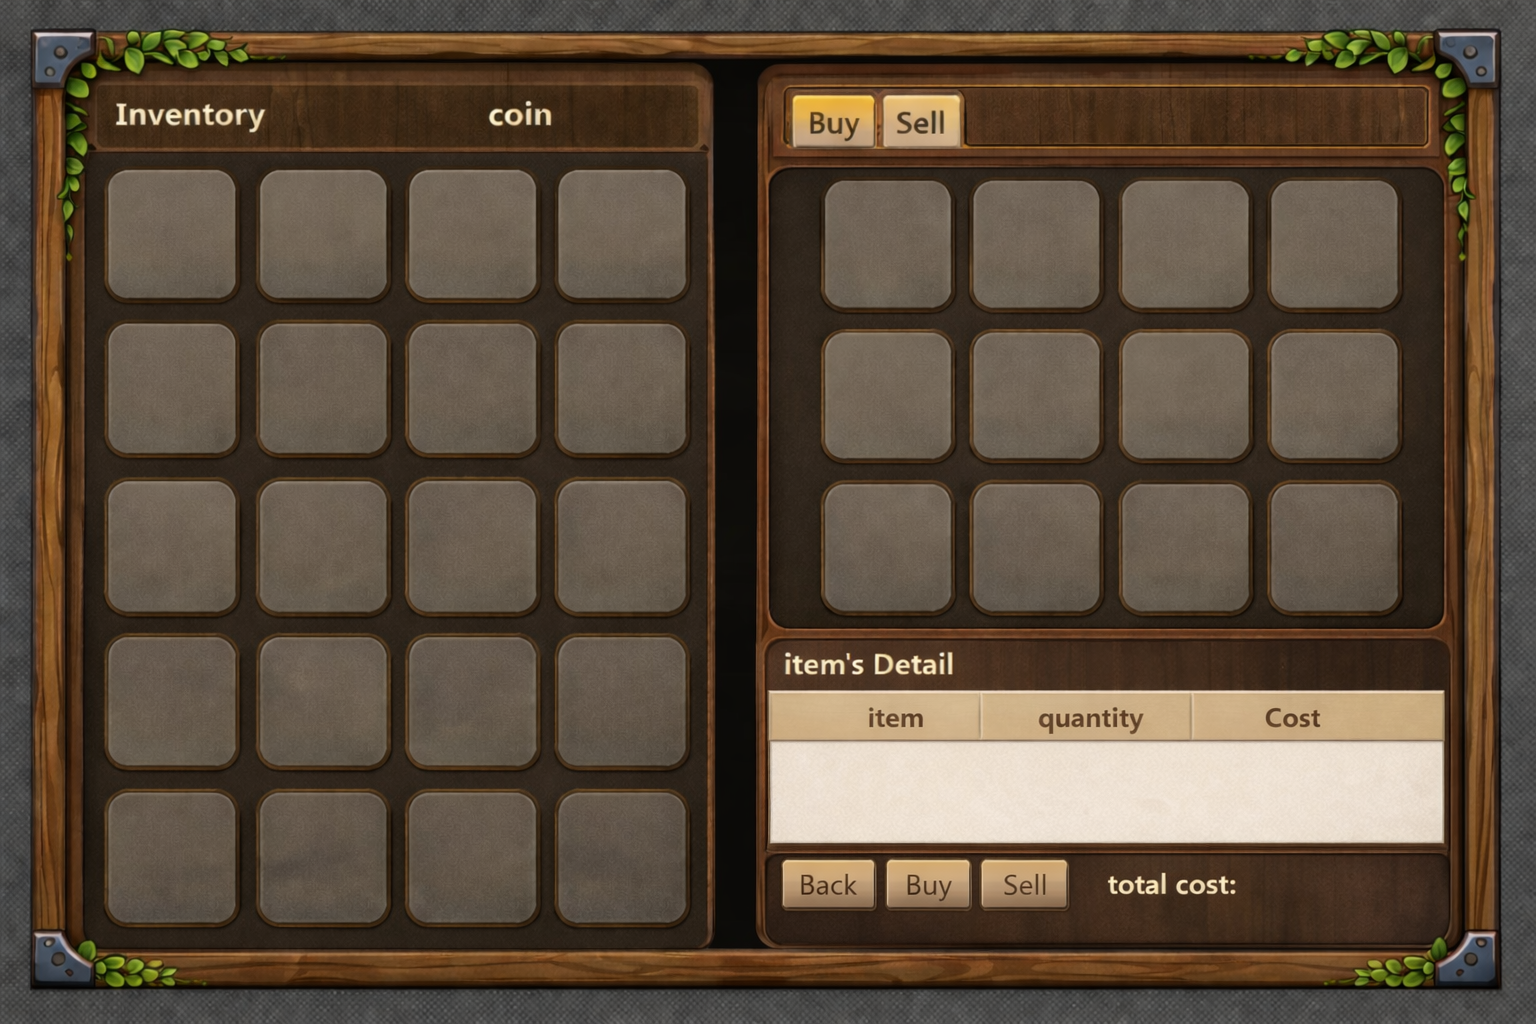 Inventory coin
Buy Sell
item's Detail
item quantity Cost
Back Buy Sell total cost: